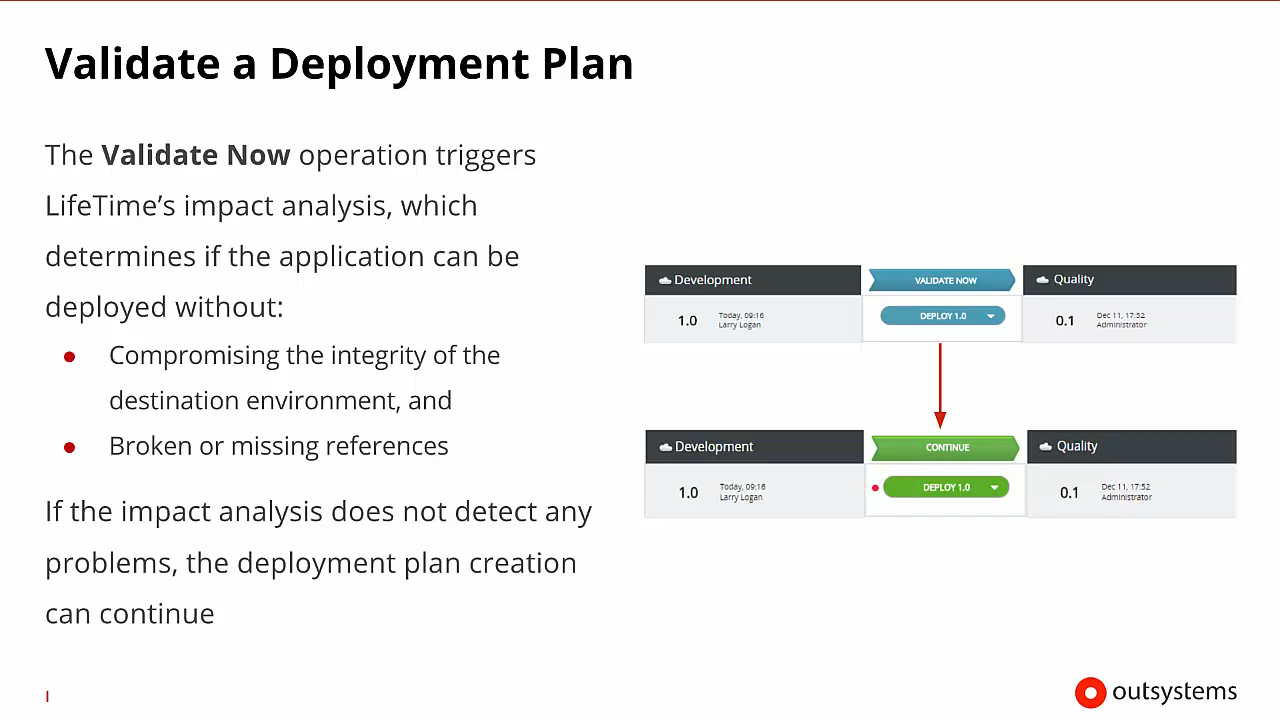 Validate a Deployment Plan
The Validate Now operation triggers
LifeTime’s impact analysis, which
determines if the application can be
deployed without:
● Compromising the integrity of the
destination environment, and
● Broken or missing references
If the impact analysis does not detect any
problems, the deployment plan creation
can continue
Development
VALIDATE NOW
Quality
1.0
Today, 09:16
Larry Logan
DEPLOY 1.0
0.1
Dec 11, 17:52
Administrator
Development
CONTINUE
Quality
1.0
Today, 09:16
Larry Logan
DEPLOY 1.0
0.1
Dec 11, 17:52
Administrator
outsystems